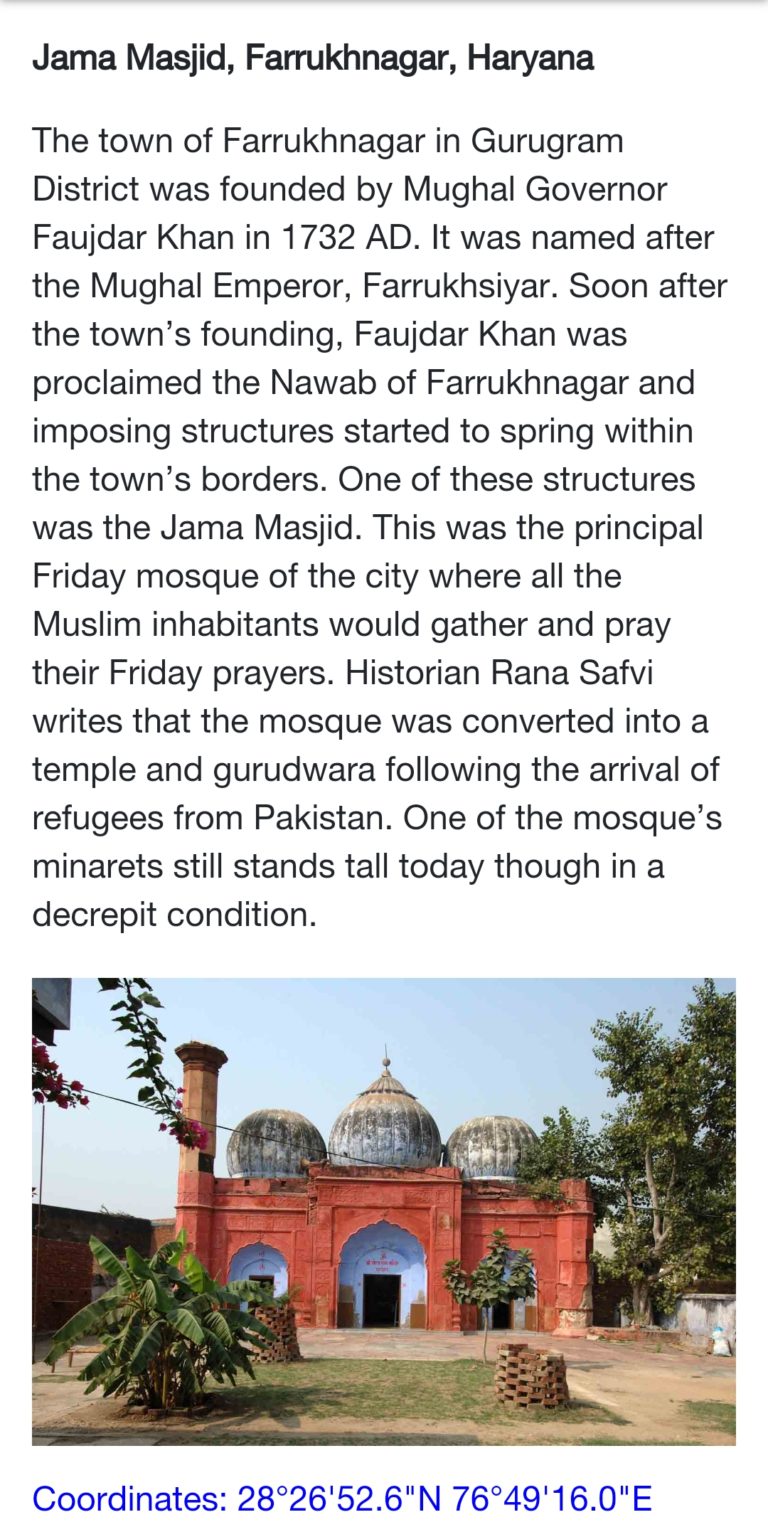 Jama Masjid, Farrukhnagar, Haryana
The town of Farrukhnagar in Gurugram
District was founded by Mughal Governor
Faujdar Khan in 1732 AD. It was named after
the Mughal Emperor, Farrukhsiyar. Soon after
the town’s founding, Faujdar Khan was
proclaimed the Nawab of Farrukhnagar and
imposing structures started to spring within
the town’s borders. One of these structures
was the Jama Masjid. This was the principal
Friday mosque of the city where all the
Muslim inhabitants would gather and pray
their Friday prayers. Historian Rana Safvi
writes that the mosque was converted into a
temple and gurudwara following the arrival of
refugees from Pakistan. One of the mosque’s
minarets still stands tall today though in a
decrepit condition.
Coordinates: 28°26'52.6"N 76°49'16.0"E